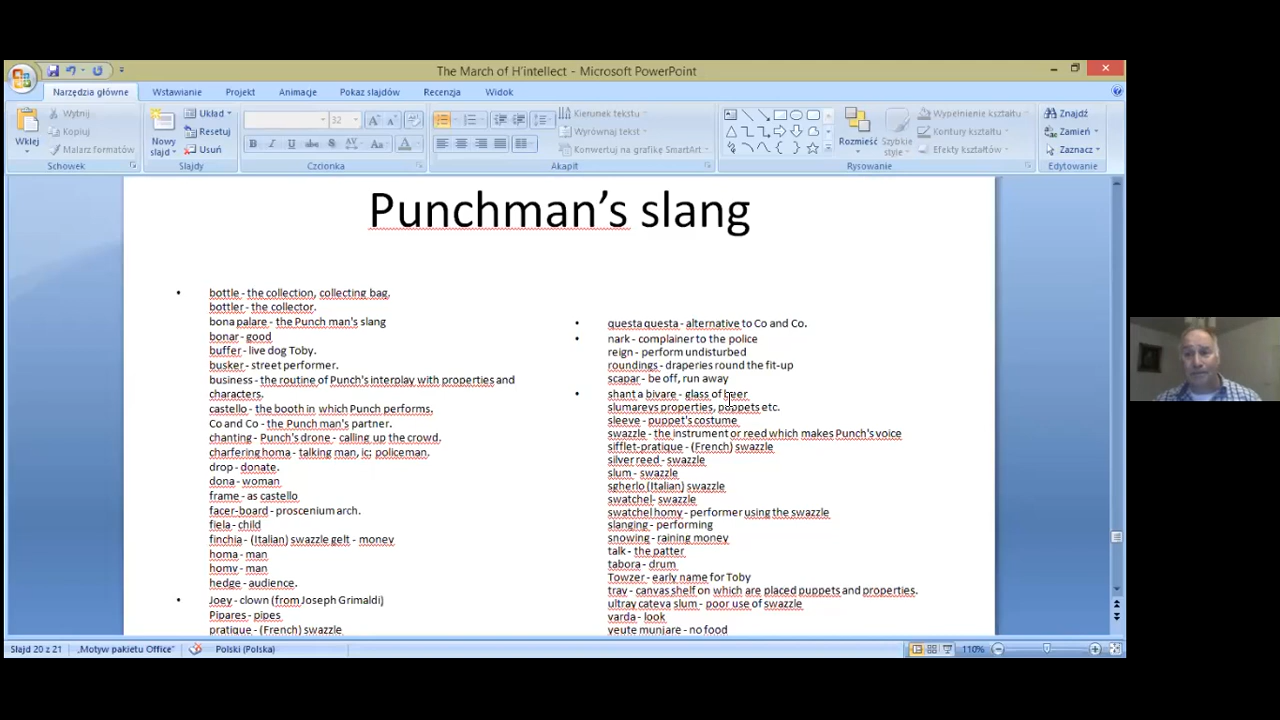 The March of H'intellect - Microsoft PowerPoint
Narzędzia główne Wstawianie Projekt Animacje Pokaz slajdów Recenzja Widok
Wklej
Wytnij
Kopiuj
Malarz formatów
Schowek
Nowy slajd
Układ
Resetuj
Usuń
Slajdy
32
Czcionka
Kierunek tekstu
Wyrównaj tekst
Konwertuj na grafikę SmartArt
Akapit
Rozmieść
Szybkie style
Wypełnienie kształtu
Kontury kształtu
Efekty kształtu
Rysowanie
Znajdź
Zamień
Zaznacz
Edytowanie
Punchman's slang
• bottle - the collection, collecting bag.
bottler - the collector.
bona palare - the Punch man's slang
bonar - good
buffer - live dog Toby.
busker - street performer.
business - the routine of Punch's interplay with properties and
characters.
castello - the booth in which Punch performs.
Co and Co - the Punch man's partner.
chanting - Punch's drone - calling up the crowd.
charfering homa - talking man, ic; policeman.
drop - donate.
dona - woman
frame - as castello
facer-board - proscenium arch.
fiela - child
finchia - (Italian) swazzle gelt - money
homa - man
homy - man
hedge - audience.
• Joey - clown (from Joseph Grimaldi)
Pipares - pipes
pratique - (French) swazzle
• questa questa - alternative to Co and Co.
• nark - complainer to the police
reign - perform undisturbed
roundings - draperies round the fit-up
scapar - be off, run away
• shant a bivare - glass of beer
slumarevs properties, puppets etc.
sleeve - puppet's costume
swazzle - the instrument or reed which makes Punch's voice
sifflet-pratique - (French) swazzle
silver reed - swazzle
slum - swazzle
sgherlo (Italian) swazzle
swatchel- swazzle
swatchel homy - performer using the swazzle
slanging - performing
snowing - raining money
talk - the patter
tabora - drum
Towzer - early name for Toby
tray - canvas shelf on which are placed puppets and properties.
ultray cateva slum - poor use of swazzle
varda - look
yeute munjare - no food
Slajd 20 z 21 „Motyw pakietu Office" Polski (Polska) 110%